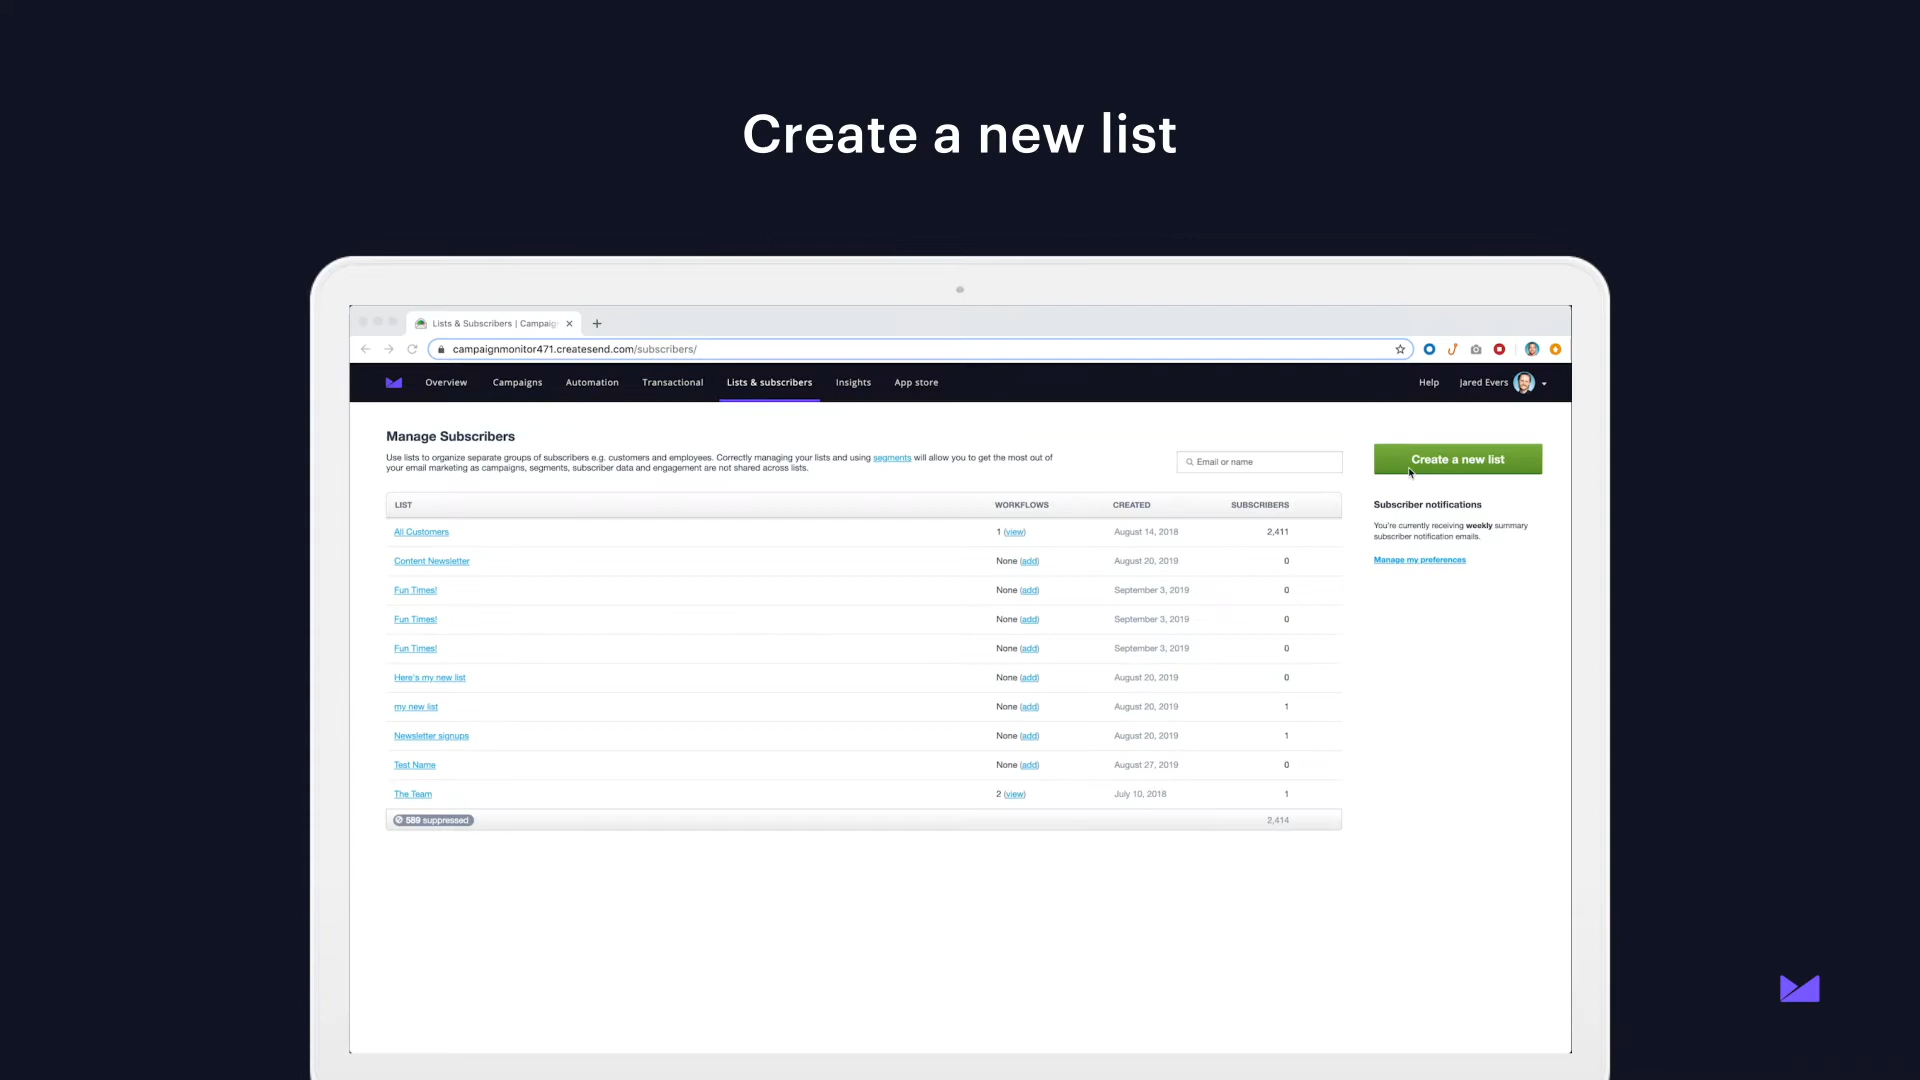 Create a new list
Lists & Subscribers | Campaig
campaignmonitor471.createsend.com/subscribers/
Overview Campaigns Automation Transactional Lists & subscribers Insights App store Help Jared Evers
Manage Subscribers
Use lists to organize separate groups of subscribers e.g. customers and employees. Correctly managing your lists and using segments will allow you to get the most out of
your email marketing as campaigns, segments, subscriber data and engagement are not shared across lists.
Email or name
Create a new list
LIST WORKFLOWS CREATED SUBSCRIBERS
All Customers 1 (view) August 14, 2018 2,411
Content Newsletter None (add) August 20, 2019 0
Fun Times! None (add) September 3, 2019 0
Fun Times! None (add) September 3, 2019 0
Fun Times! None (add) September 3, 2019 0
Here's my new list None (add) August 20, 2019 0
my new list None (add) August 20, 2019 1
Newsletter signups None (add) August 20, 2019 1
Test Name None (add) August 27, 2019 0
The Team 2 (view) July 10, 2018 1
589 suppressed 2,414
Subscriber notifications
You're currently receiving weekly summary
subscriber notification emails.
Manage my preferences